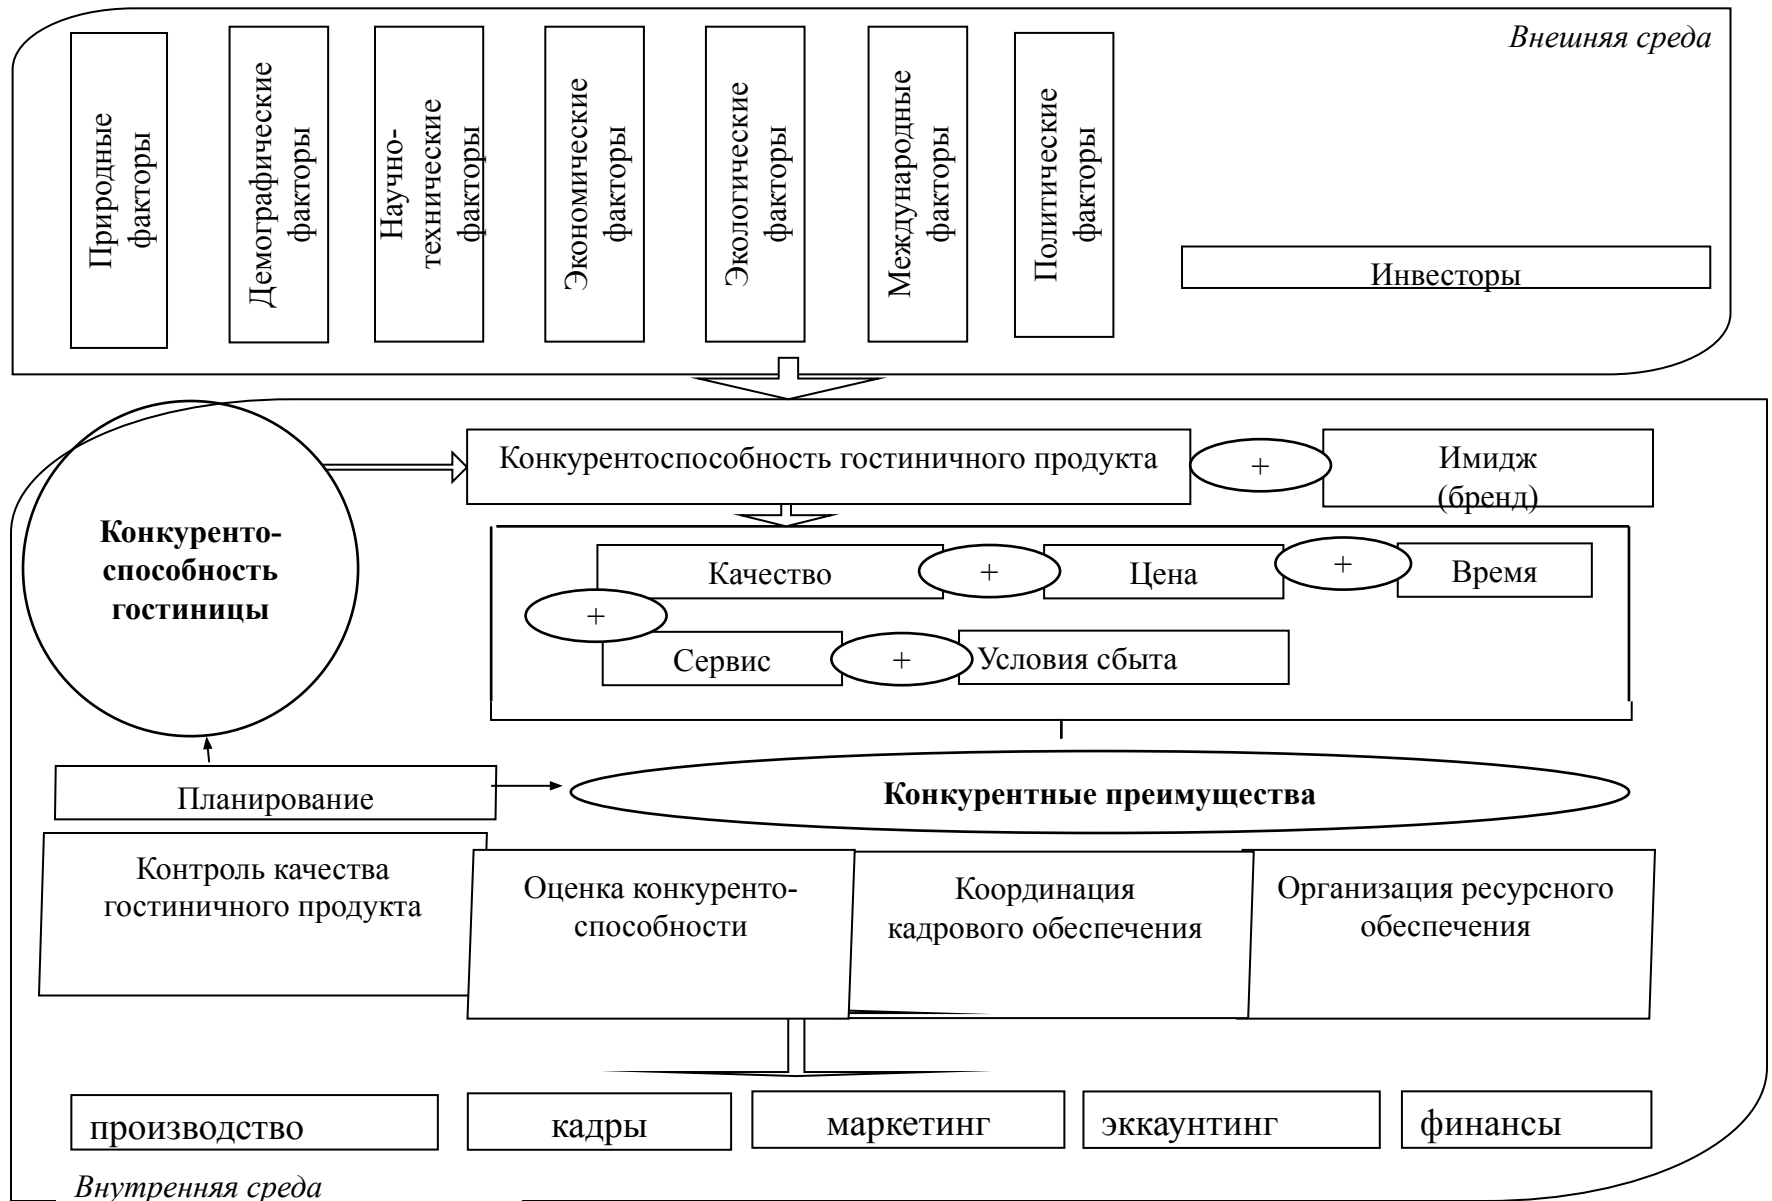 Внешняя среда
Природные
факторы
Демографические
факторы
Научно-
технические
факторы
Экономические
факторы
Экологические
факторы
Международные
факторы
Политические
факторы
Инвесторы
Конкурентоспособность гостиничного продукта
+
Имидж
(бренд)
Конкуренто-
способность
гостиницы
Качество
+
Цена
+
Время
+
Сервис
+
Условия сбыта
Планирование
Конкурентные преимущества
Контроль качества
гостиничного продукта
Оценка конкуренто-
способности
Координация
кадрового обеспечения
Организация ресурсного
обеспечения
производство
кадры
маркетинг
эккаунтинг
финансы
Внутренняя среда